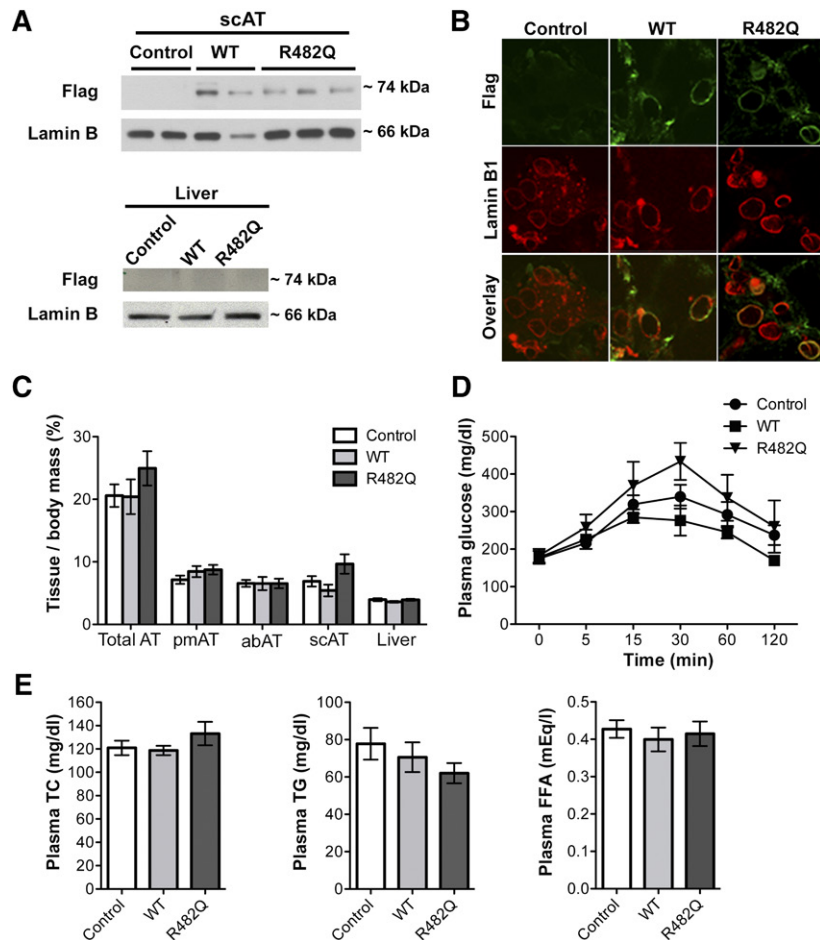 A
scAT
Control WT R482Q
Flag
~ 74 kDa
Lamin B
~ 66 kDa
Liver
Control
WT
R482Q
Flag
~ 74 kDa
Lamin B
~ 66 kDa
B
Control WT R482Q
Flag
Lamin B1
Overlay
C
Tissue / body mass (%)
30
20
10
0
Control
WT
R482Q
Total AT pmAT abAT scAT Liver
D
Plasma glucose (mg/dl)
500
400
300
200
100
0
Control
WT
R482Q
0 5 15 30 60 120
Time (min)
E
Plasma TC (mg/dl)
160
140
120
100
80
60
40
20
0
Control
WT
R482Q
Plasma TG (mg/dl)
100
80
60
40
20
0
Control
WT
R482Q
Plasma FFA (mEq/l)
0.5
0.4
0.3
0.2
0.1
0.0
Control
WT
R482Q